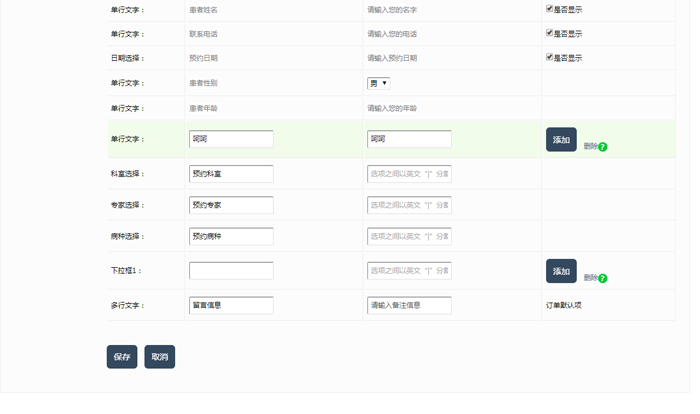 单行文字： 患者姓名 请输入您的名字 是否显示
单行文字： 联系电话 请输入您的电话 是否显示
日期选择： 预约日期 请输入预约日期 是否显示
单行文字： 患者性别 男
单行文字： 患者年龄 请输入您的年龄
单行文字： 呵呵 呵呵 添加 删除?
科室选择： 预约科室 选项之间以英文 "|" 分割
专家选择： 预约专家 选项之间以英文 "|" 分割
病种选择： 预约病种 选项之间以英文 "|" 分割
下拉框1： 选项之间以英文 "|" 分割 添加 删除?
多行文字： 留言信息 请输入备注信息 订单默认项
保存 取消